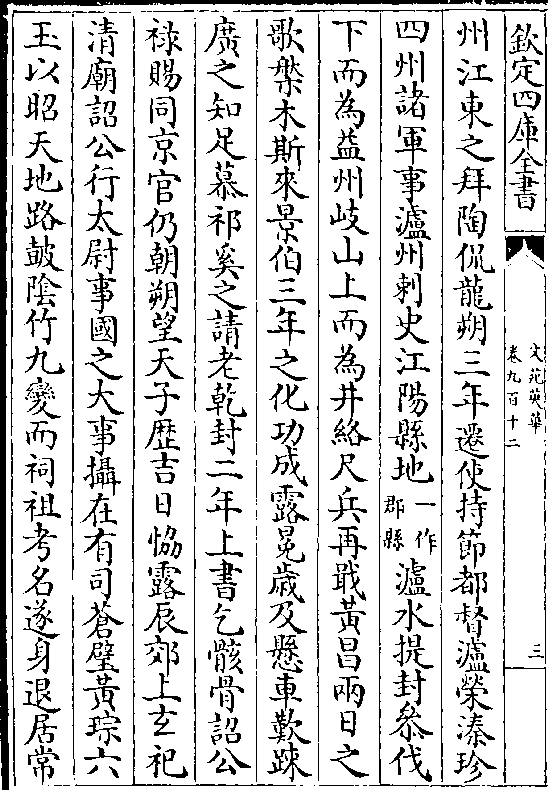 欽定四庫全書
文苑英華
卷九百十二
三
州江東之拜陶侃龍朔三年遷使持節都督瀘榮溱珍
四州諸軍事瀘州刺史江陽縣地一作郡縣瀘水提封叅伐
下而為益州岐山上而為井絡尺兵再戢黃昌兩日之
歌槃木斯來景伯三年之化功成露冕歲及懸車歎踈
廣之知足慕祁奚之請老乾封二年上書乞骸骨詔公
禄賜同京官仍朝朔望天子歷吉日恊露辰郊上玄祀
清廟詔公行太尉事國之大事攝在有司蒼璧黃琮六
玉以昭天地路鼓陰竹九變而祠祖考名遂身退居常